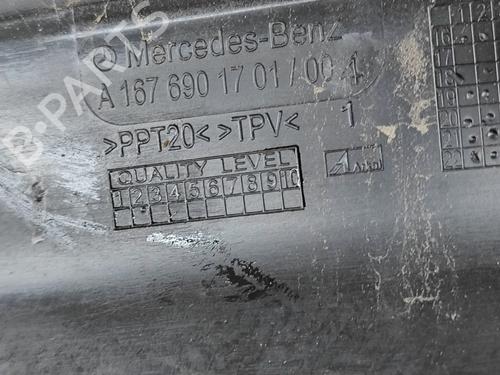 Mercedes-Benz
A 167 690 17 01 / 00 1
>PPT20< >TPV< 1
QUALITY LEVEL
1 2 3 4 5 6 7 8 9 10
B-PARTS